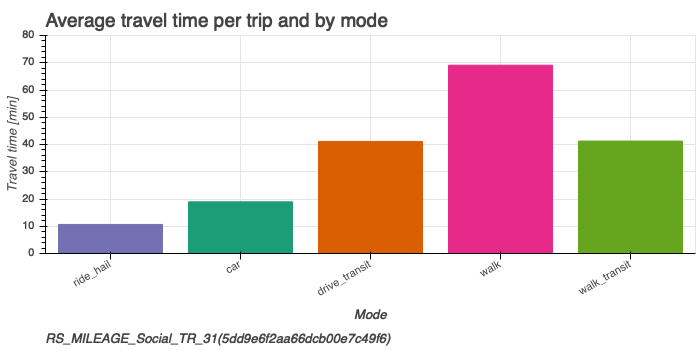 Average travel time per trip and by mode
80
70
60
50
40
30
20
10
0
Travel time [min]
ride_hail
car
drive_transit
walk
walk_transit
Mode
RS_MILEAGE_Social_TR_31(5dd9e6f2aa66dcb00e7c49f6)